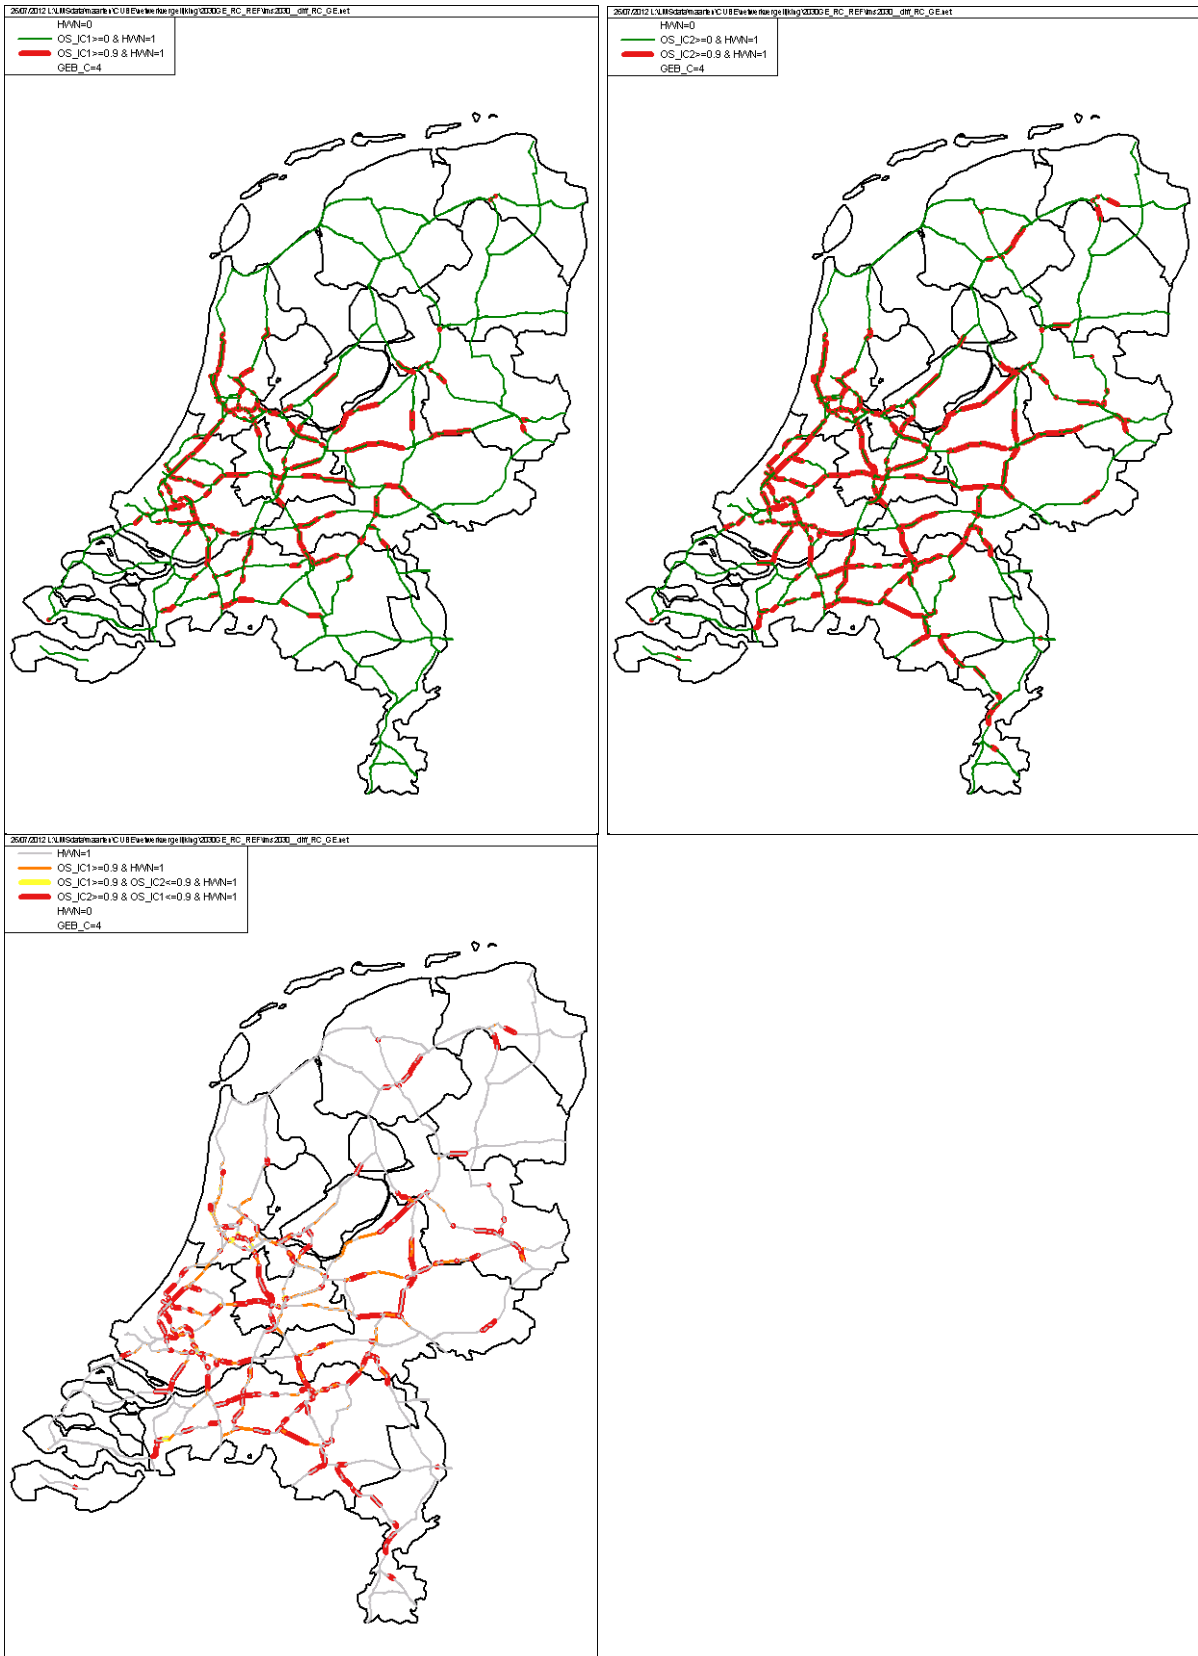 HWN=0
OS_IC1>=0 & HWN=1
OS_IC1>=0.9 & HWN=1
GEB_C=4
HWN=0
OS_IC2>=0 & HWN=1
OS_IC2>=0.9 & HWN=1
GEB_C=4
HWN=1
OS_IC1>=0.9 & HWN=1
OS_IC1>=0.9 & OS_IC2<=0.9 & HWN=1
OS_IC2>=0.9 & OS_IC1<=0.9 & HWN=1
HWN=0
GEB_C=4